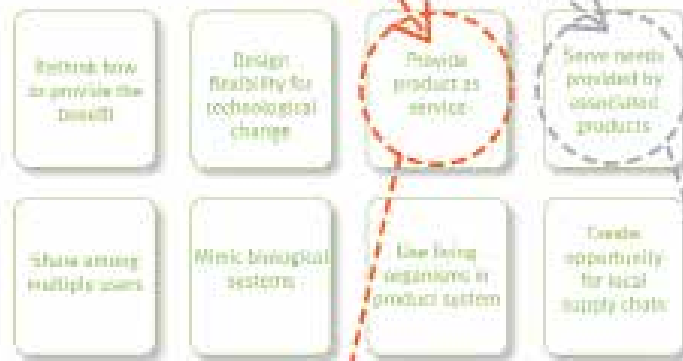 Rethink how
to provide the
benefit
Design
flexibility for
technological
change
Provide
product as
service
Serve needs
provided by
associated
products
Share among
multiple users
Mimic biological
systems
Use living
organisms in
product system
Create
opportunity
for local
supply chain